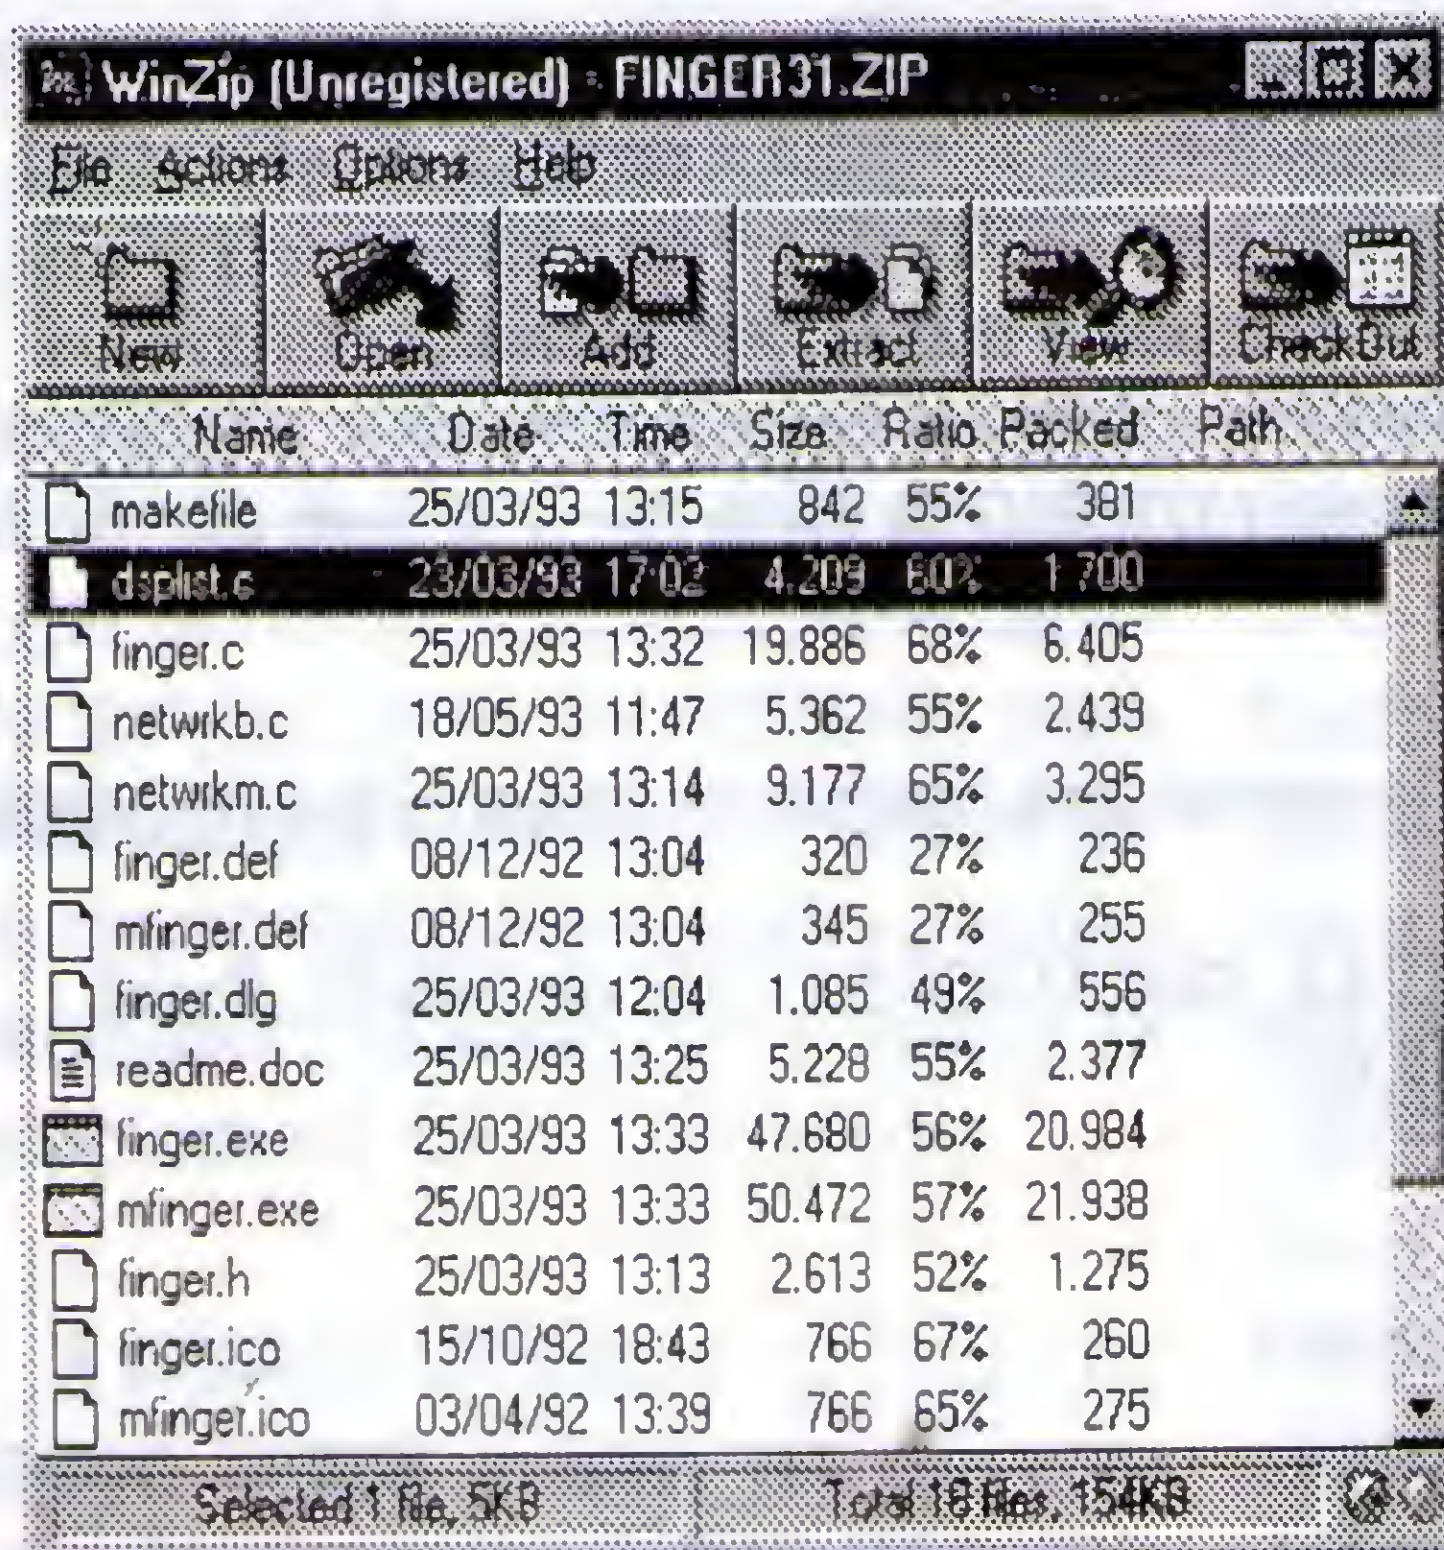 WinZip (Unregistered) - FINGER31.ZIP
File Actions Options Help
New Open Add Extract View CheckOut
Name Date Time Size Ratio Packed Path
makefile 25/03/93 13:15 842 55% 381
dsplist.c 23/03/93 17:02 4.209 60% 1.700
finger.c 25/03/93 13:32 19.886 68% 6.405
netwrkb.c 18/05/93 11:47 5.362 55% 2.439
netwrkm.c 25/03/93 13:14 9.177 65% 3.295
finger.def 08/12/92 13:04 320 27% 236
mfinger.def 08/12/92 13:04 345 27% 255
finger.dlg 25/03/93 12:04 1.085 49% 556
readme.doc 25/03/93 13:25 5.228 55% 2.377
finger.exe 25/03/93 13:33 47.680 56% 20.984
mfinger.exe 25/03/93 13:33 50.472 57% 21.938
finger.h 25/03/93 13:13 2.613 52% 1.275
finger.ico 15/10/92 18:43 766 67% 260
mfinger.ico 03/04/92 13:39 766 65% 275
Selected 1 file, 5KB Total 18 files, 154KB